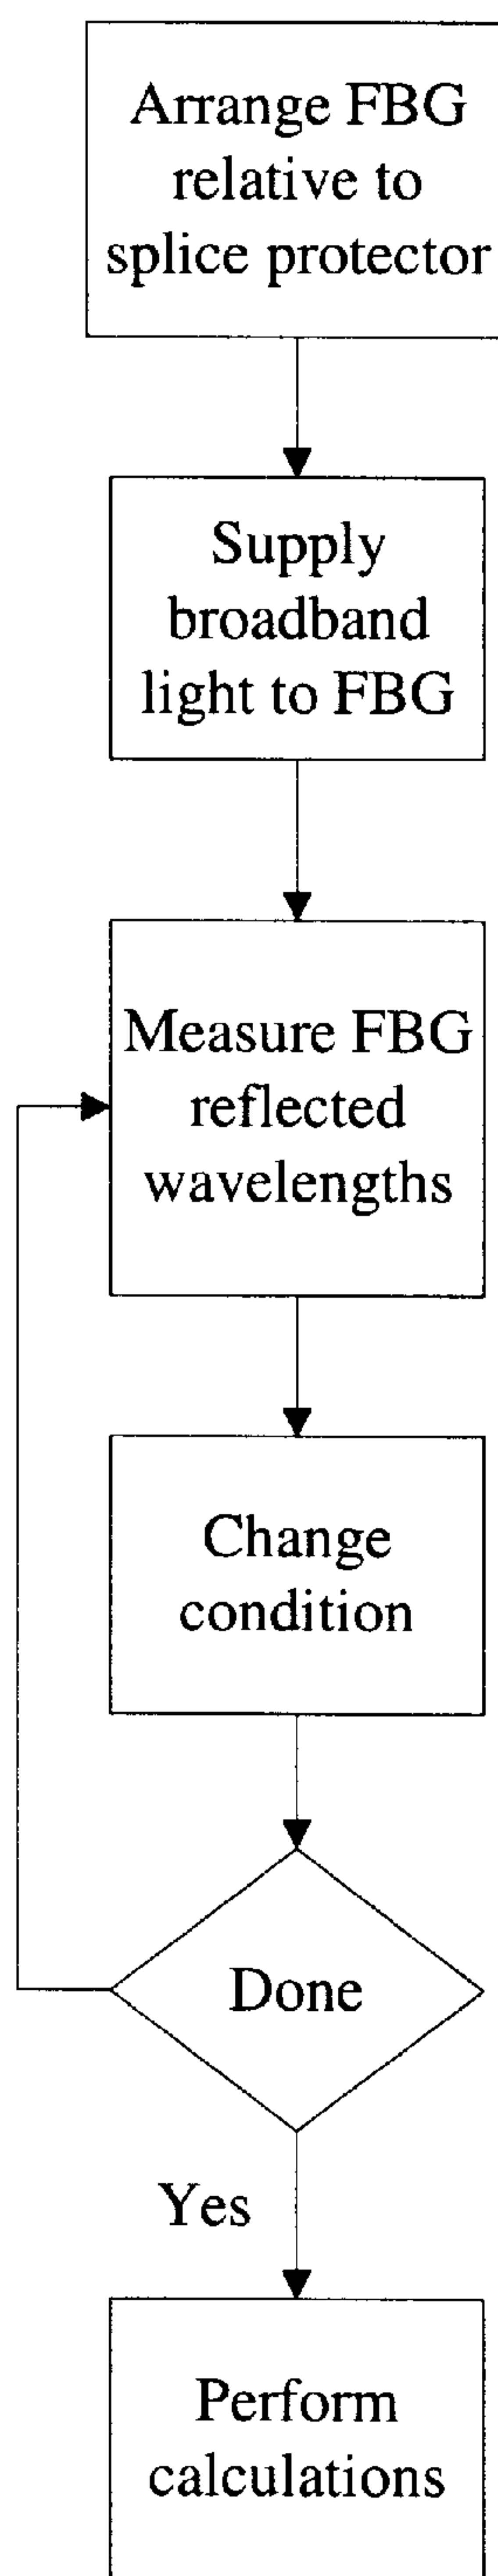 Arrange FBG
relative to
splice protector
Supply
broadband
light to FBG
Measure FBG
reflected
wavelengths
Change
condition
Done
Yes
Perform
calculations